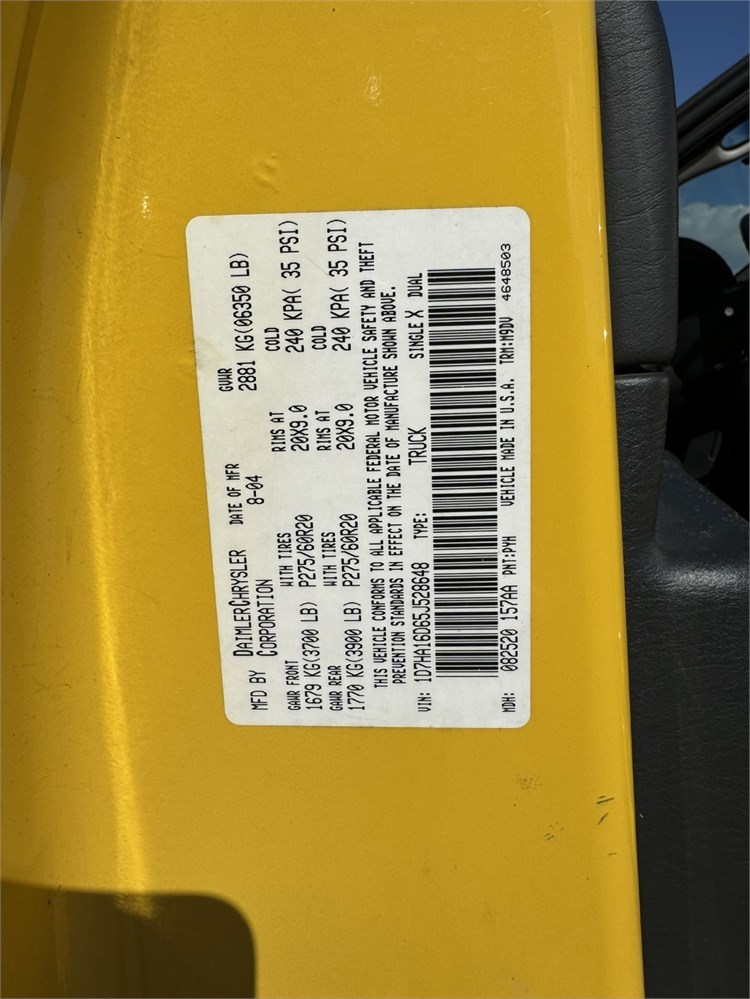 MFD BY DAIMLERCHRYSLER CORPORATION DATE OF MFR 8-04 GVWR 2881 KG(06350 LB)
GAWR FRONT WITH TIRES RIMS AT COLD
1679 KG(3700 LB) P275/60R20 20X9.0 240 KPA( 35 PSI)
GAWR REAR WITH TIRES RIMS AT COLD
1770 KG(3900 LB) P275/60R20 20X9.0 240 KPA( 35 PSI)
THIS VEHICLE CONFORMS TO ALL APPLICABLE FEDERAL MOTOR VEHICLE SAFETY AND THEFT
PREVENTION STANDARDS IN EFFECT ON THE DATE OF MANUFACTURE SHOWN ABOVE.
VIN: 1D7HA16D65J528648 TYPE: TRUCK SINGLE X DUAL
MDH: 082520 157AA PNT:PYH VEHICLE MADE IN U.S.A. TRM:M9DV 4648503